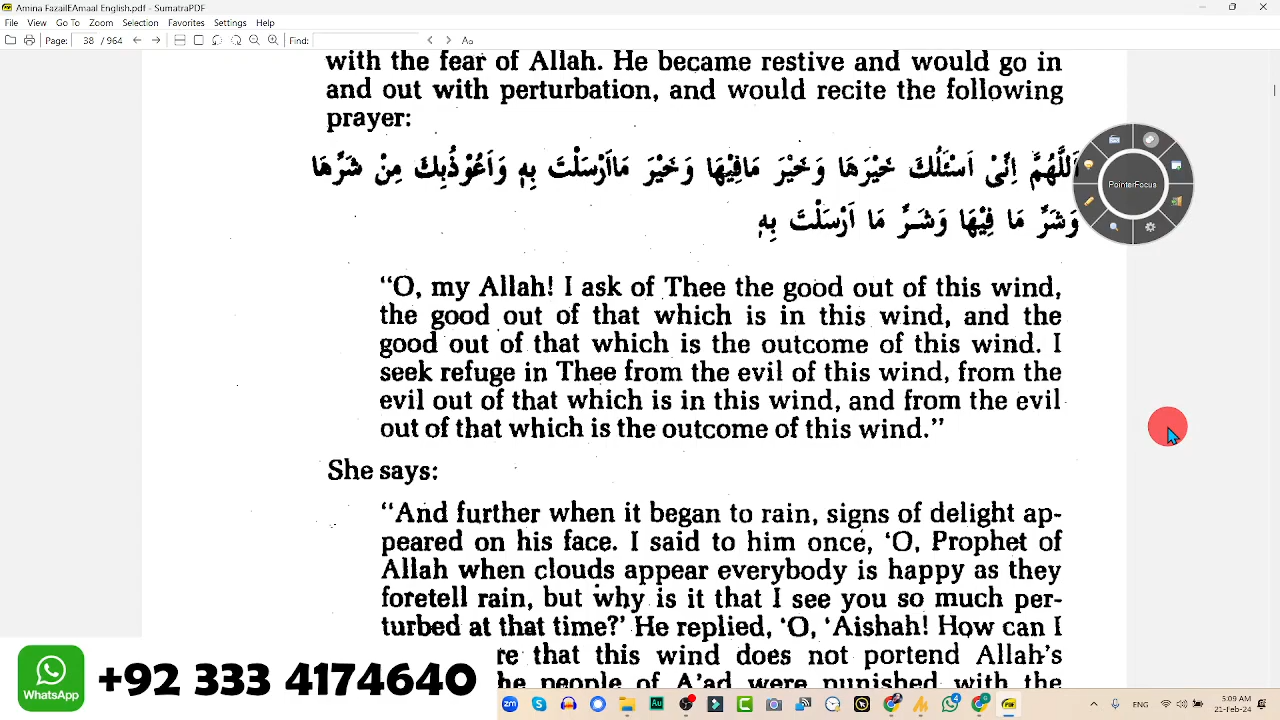 Amina FazailEAmaal English.pdf - SumatraPDF
File View Go To Zoom Selection Favorites Settings Help
Page: 38 / 964 Find: Aa
with the fear of Allah. He became restive and would go in
and out with perturbation, and would recite the following
prayer:
اَللّٰهُمَّ اِنِّىْ اَسْئَلُكَ خَيْرَهَا وَخَيْرَ مَافِيْهَا وَخَيْرَ مَااَرْسَلْتَ بِهٖ وَاَعُوْذُبِكَ مِنْ شَرِّهَا
وَشَرِّ مَا فِيْهَا وَشَرِّ مَا اَرْسَلْتَ بِهٖ
PointerFocus
“O, my Allah! I ask of Thee the good out of this wind,
the good out of that which is in this wind, and the
good out of that which is the outcome of this wind. I
seek refuge in Thee from the evil of this wind, from the
evil out of that which is in this wind, and from the evil
out of that which is the outcome of this wind.”
She says:
“And further when it began to rain, signs of delight ap-
peared on his face. I said to him once, ‘O, Prophet of
Allah when clouds appear everybody is happy as they
foretell rain, but why is it that I see you so much per-
turbed at that time?’ He replied, ‘O, ‘Aishah! How can I
re that this wind does not portend Allah’s
he people of A’ad were punished with the
WhatsApp +92 333 4174640
ENG 5:09 AM
21-Feb-24